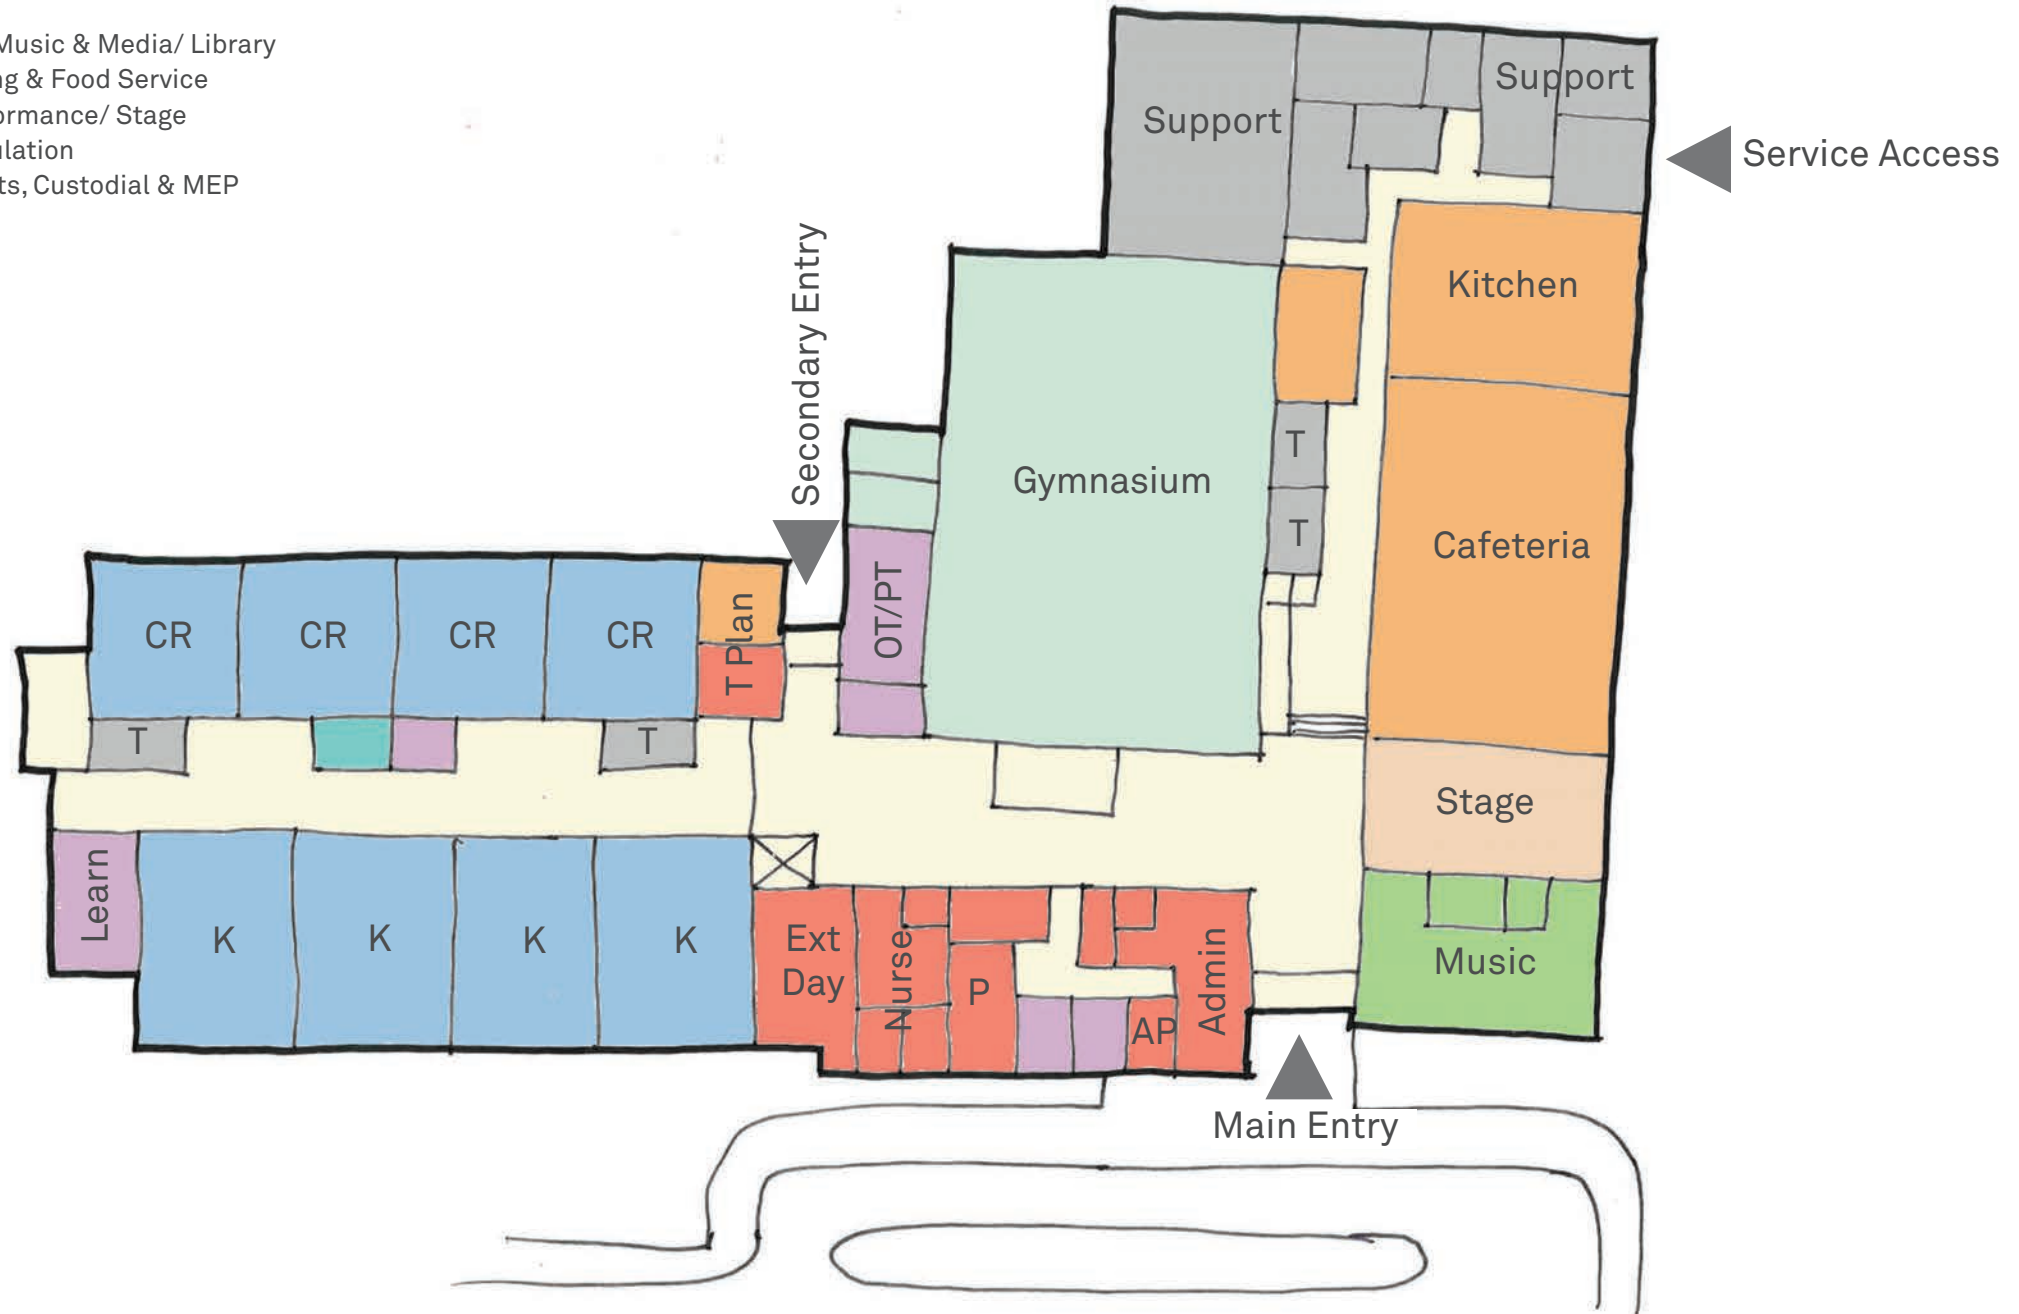 Music & Media/ Library
ng & Food Service
ormance/ Stage
ulation
ts, Custodial & MEP
Support
Support
Service Access
Secondary Entry
Kitchen
T
Gymnasium
T
Cafeteria
OT/PT
CR
CR
CR
CR
T Plan
T
T
Stage
Learn
K
K
K
K
Ext
Day
Nurse
P
AP
Admin
Music
Main Entry